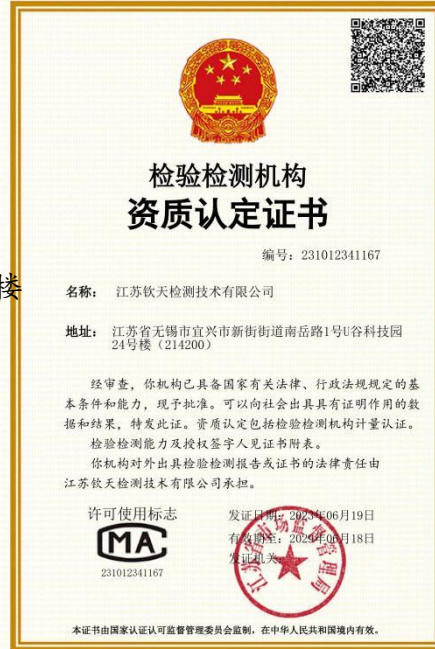 检验检测机构
资质认定证书
编号：231012341167
楼
名称： 江苏钦天检测技术有限公司
地址： 江苏省无锡市宜兴市新街街道南岳路1号U谷科技园
24号楼（214200）
经审查，你机构已具备国家有关法律、行政法规规定的基
本条件和能力，现予批准。可以向社会出具具有证明作用的数
据和结果，特发此证。资质认定包括检验检测机构计量认证。
检验检测能力及授权签字人见证书附表。
你机构对外出具检验检测报告或证书的法律责任由
江苏钦天检测技术有限公司承担。
许可使用标志
MA
231012341167
发证日期：2023年06月19日
有效期至：2029年06月18日
发证机关：
江苏省市场监督管理局
本证书由国家认证认可监督管理委员会监制，在中华人民共和国境内有效。